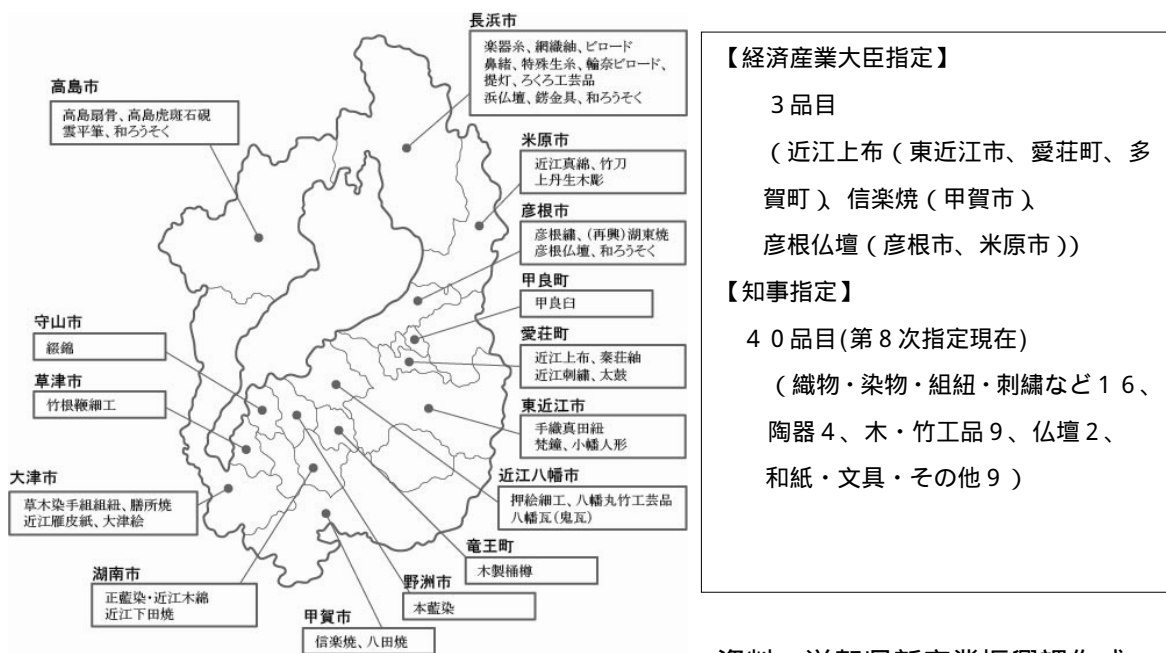 長浜市
楽器糸、網織紬、ビロード
鼻緒、特殊生糸、輪奈ビロード、
提灯、ろくろ工芸品
浜仏壇、錺金具、和ろうそく
高島市
高島扇骨、高島虎斑石硯
雲平筆、和ろうそく
米原市
近江真綿、竹刀
上丹生木彫
彦根市
彦根繍、(再興)湖東焼
彦根仏壇、和ろうそく
甲良町
甲良臼
愛荘町
近江上布、秦荘紬
近江刺繍、太鼓
東近江市
手織真田紐
梵鐘、小幡人形
近江八幡市
押絵細工、八幡丸竹工芸品
八幡瓦(鬼瓦)
竜王町
木製桶樽
野洲市
本藍染
甲賀市
信楽焼、八田焼
湖南市
正藍染・近江木綿
近江下田焼
大津市
草木染手組組紐、膳所焼
近江雁皮紙、大津絵
草津市
竹根鞭細工
守山市
綴錦
【経済産業大臣指定】
3品目
(近江上布(東近江市、愛荘町、多
賀町)、信楽焼(甲賀市)、
彦根仏壇(彦根市、米原市))
【知事指定】
40品目(第8次指定現在)
(織物・染物・組紐・刺繍など16、
陶器4、木・竹工品9、仏壇2、
和紙・文具・その他9)